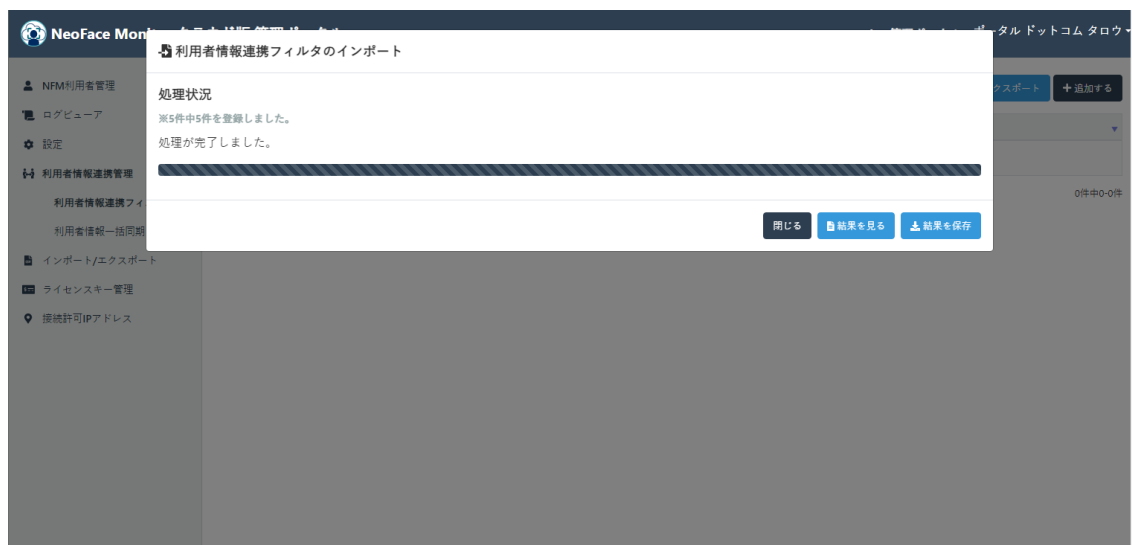 NeoFace Moni
ポータル ドットコム タロウ
利用者情報連携フィルタのインポート
NFM利用者管理
処理状況
クスポート
追加する
ログビューア
※5件中5件を登録しました。
設定
処理が完了しました。
利用者情報連携管理
利用者情報連携フィ
0件中0-0件
利用者情報一括同期
閉じる
結果を見る
結果を保存
インポート/エクスポート
ライセンスキー管理
接続許可IPアドレス